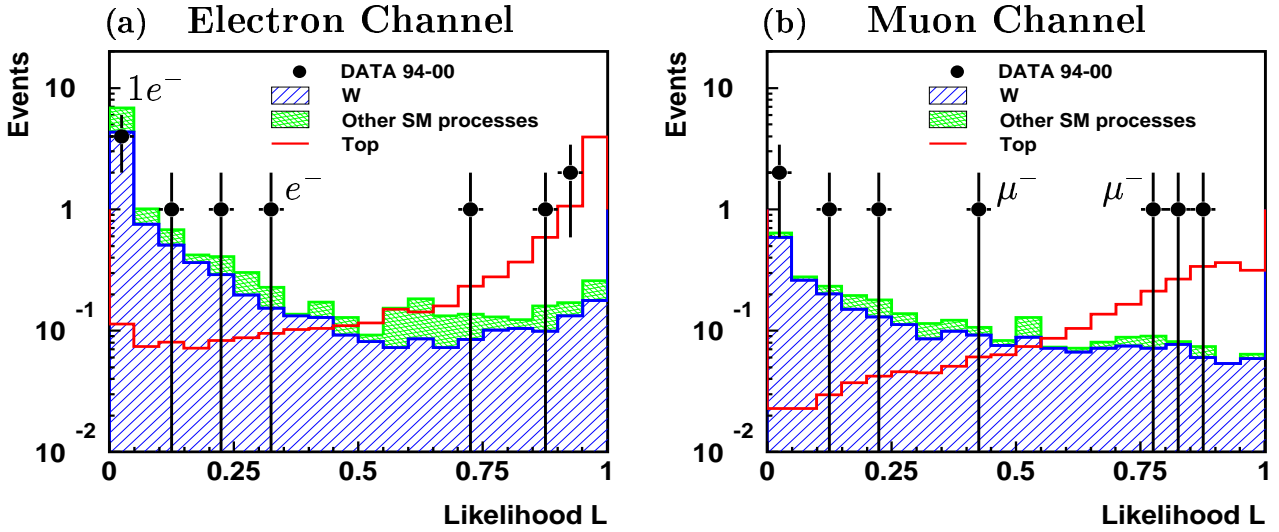 (a) Electron Channel
Events
10
1
10⁻¹
10⁻²
1e⁻
DATA 94-00
W
Other SM processes
Top
e⁻
0 0.25 0.5 0.75 1
Likelihood L
(b) Muon Channel
Events
10
1
10⁻¹
10⁻²
DATA 94-00
W
Other SM processes
Top
μ⁻ μ⁻
0 0.25 0.5 0.75 1
Likelihood L